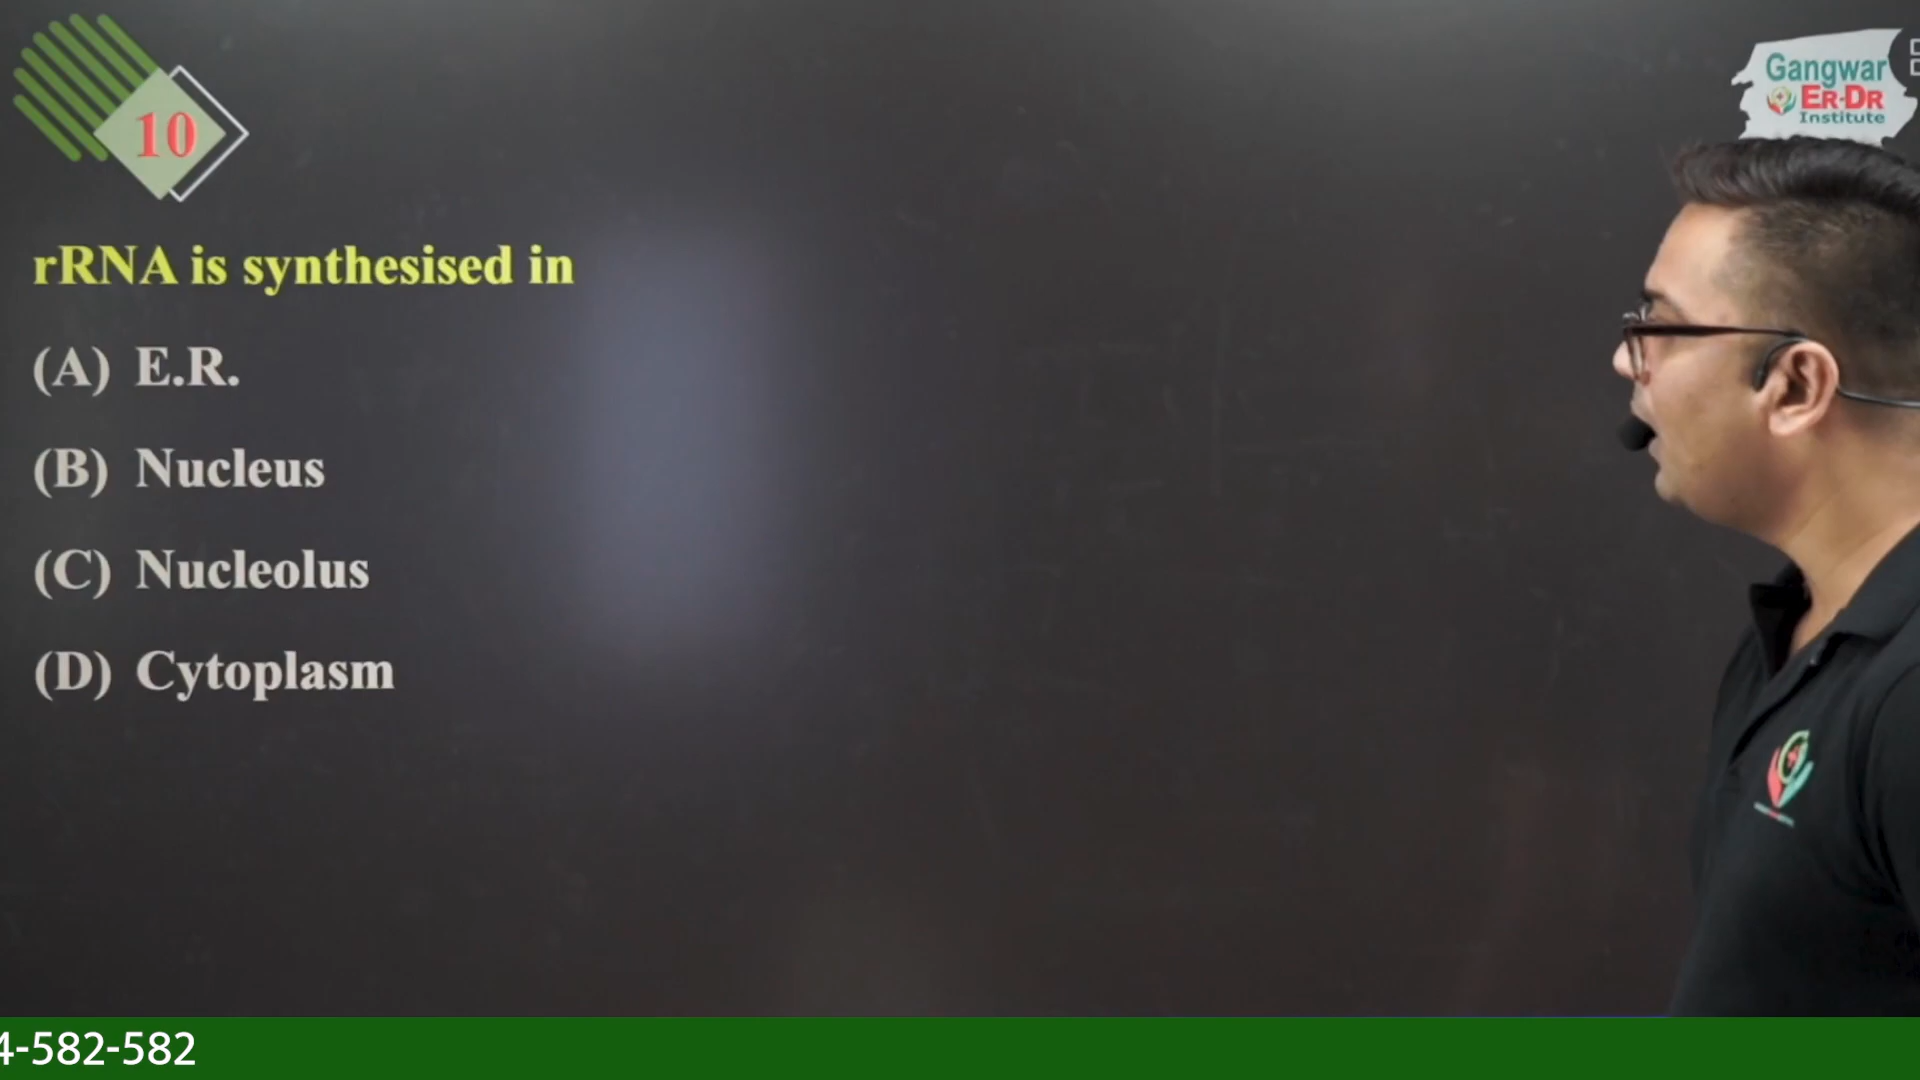 10
Gangwar
ER-DR
Institute
rRNA is synthesised in
(A) E.R.
(B) Nucleus
(C) Nucleolus
(D) Cytoplasm
4-582-582